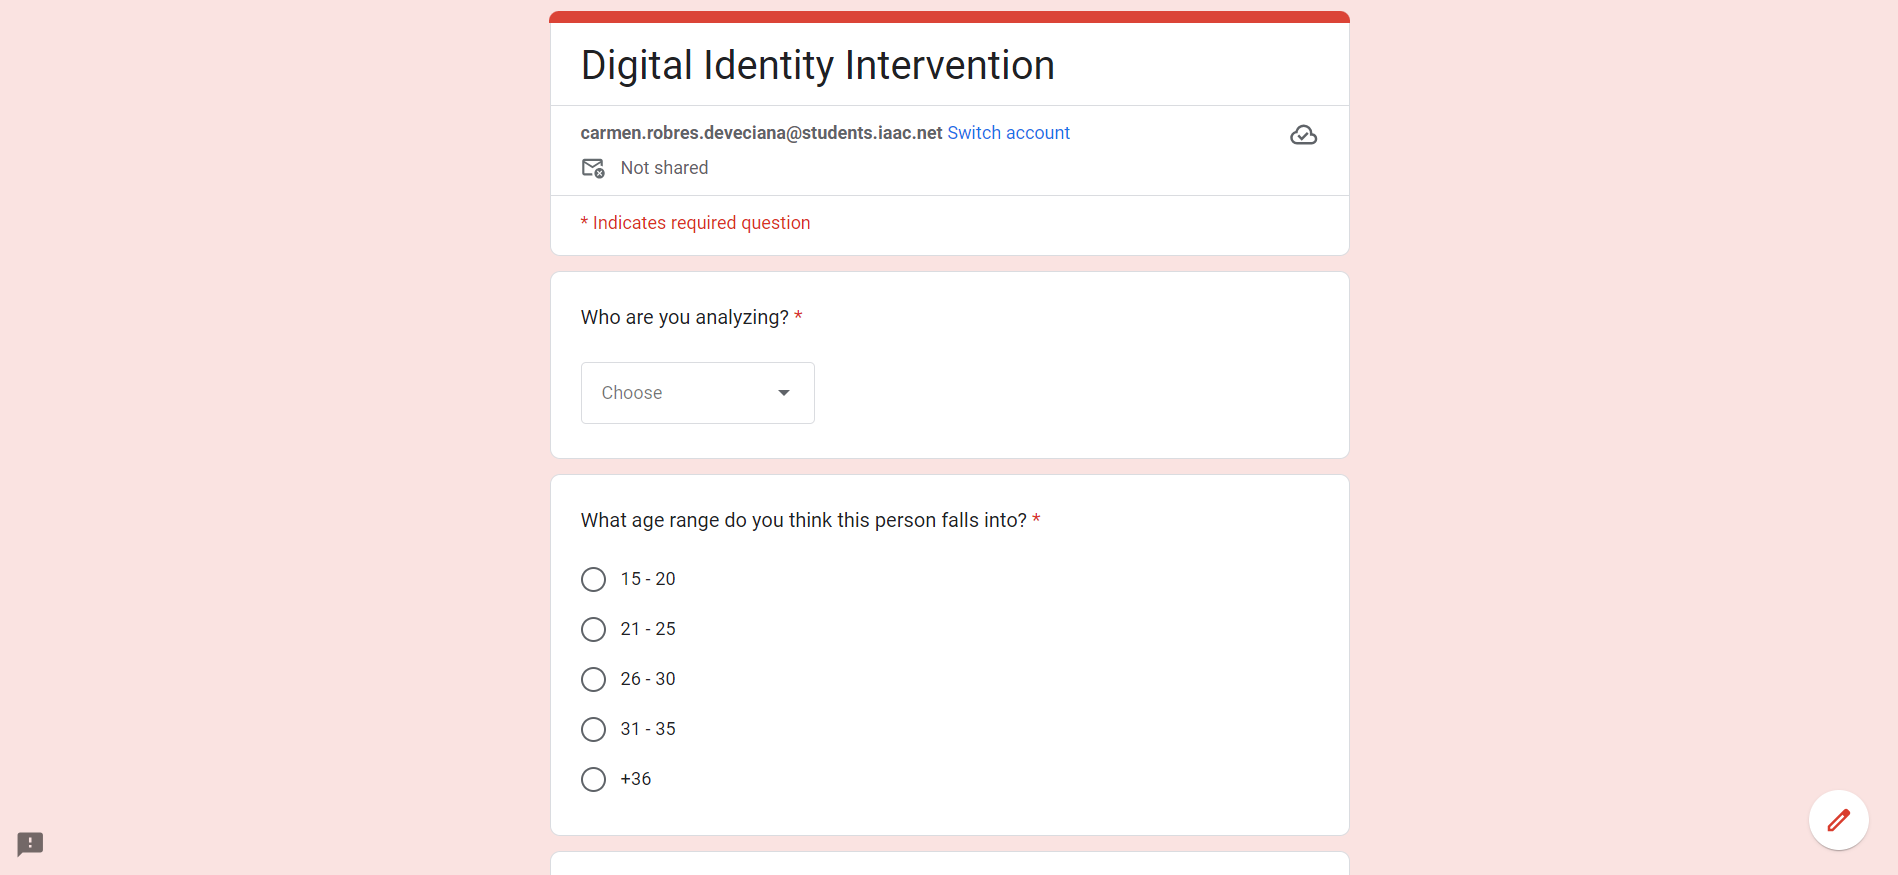 Digital Identity Intervention
carmen.robres.deveciana@students.iaac.net Switch account
Not shared
* Indicates required question
Who are you analyzing? *
Choose
What age range do you think this person falls into? *
15 - 20
21 - 25
26 - 30
31 - 35
+36